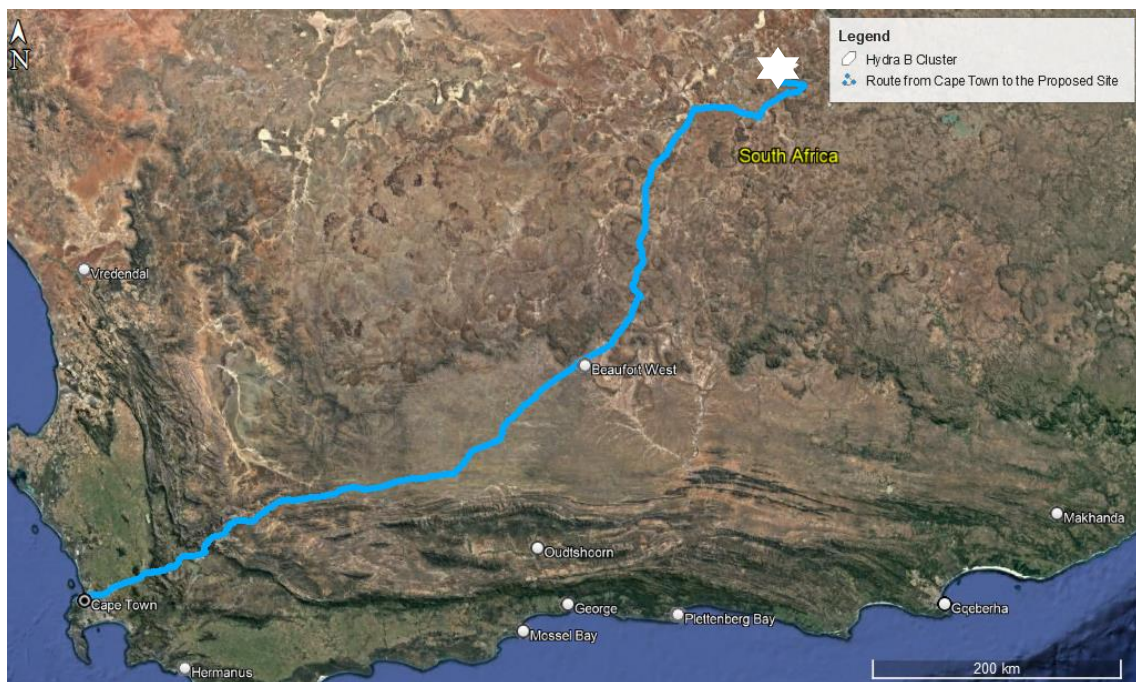 N
Legend
Hydra B Cluster
Route from Cape Town to the Proposed Site
South Africa
Vredendal
Beaufort West
Makhanda
Oudtshoorn
Cape Town
George
Gqeberha
Plettenberg Bay
Mossel Bay
Hermanus
200 km